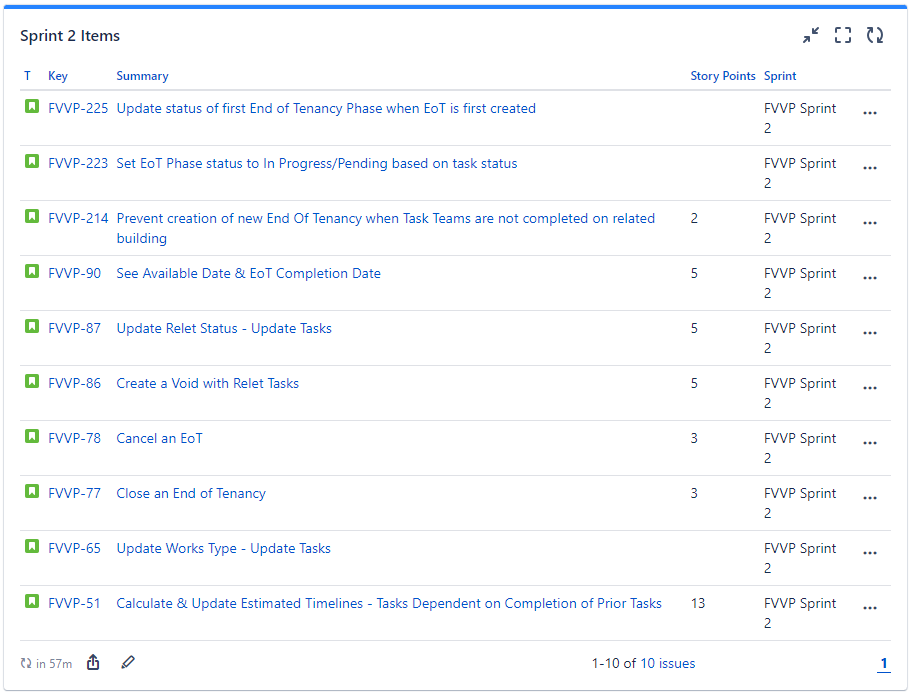 Sprint 2 Items
T Key Summary Story Points Sprint
FVVP-225 Update status of first End of Tenancy Phase when EoT is first created FVVP Sprint
2
FVVP-223 Set EoT Phase status to In Progress/Pending based on task status FVVP Sprint
2
FVVP-214 Prevent creation of new End Of Tenancy when Task Teams are not completed on related 2 FVVP Sprint
building 2
FVVP-90 See Available Date & EoT Completion Date 5 FVVP Sprint
2
FVVP-87 Update Relet Status - Update Tasks 5 FVVP Sprint
2
FVVP-86 Create a Void with Relet Tasks 5 FVVP Sprint
2
FVVP-78 Cancel an EoT 3 FVVP Sprint
2
FVVP-77 Close an End of Tenancy 3 FVVP Sprint
2
FVVP-65 Update Works Type - Update Tasks FVVP Sprint
2
FVVP-51 Calculate & Update Estimated Timelines - Tasks Dependent on Completion of Prior Tasks 13 FVVP Sprint
2
in 57m 1-10 of 10 issues 1